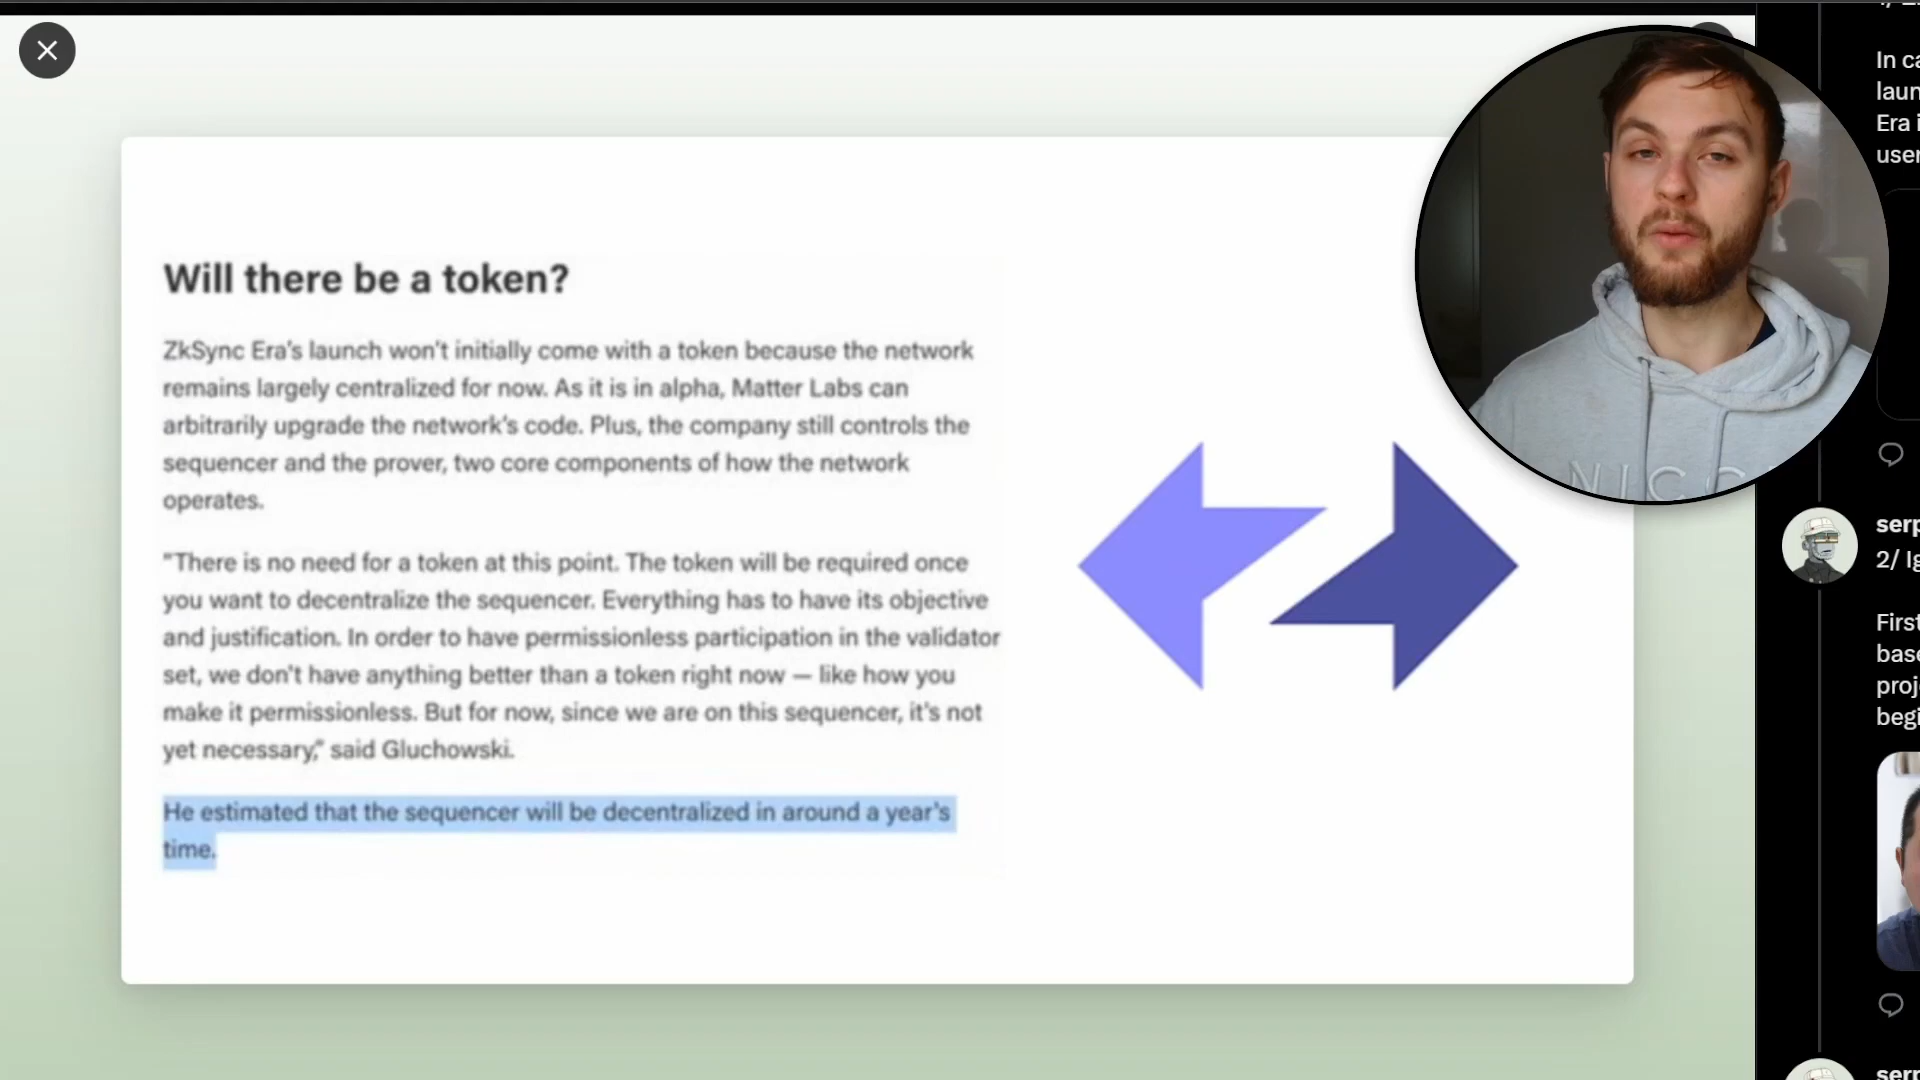 Will there be a token?
ZkSync Era's launch won't initially come with a token because the network
remains largely centralized for now. As it is in alpha, Matter Labs can
arbitrarily upgrade the network's code. Plus, the company still controls the
sequencer and the prover, two core components of how the network
operates.
"There is no need for a token at this point. The token will be required once
you want to decentralize the sequencer. Everything has to have its objective
and justification. In order to have permissionless participation in the validator
set, we don't have anything better than a token right now — like how you
make it permissionless. But for now, since we are on this sequencer, it's not
yet necessary," said Gluchowski.
He estimated that the sequencer will be decentralized in around a year's
time.
NICC
In ca
laun
Era i
user
serp
2/ Ig
First
base
proj
begi
serp